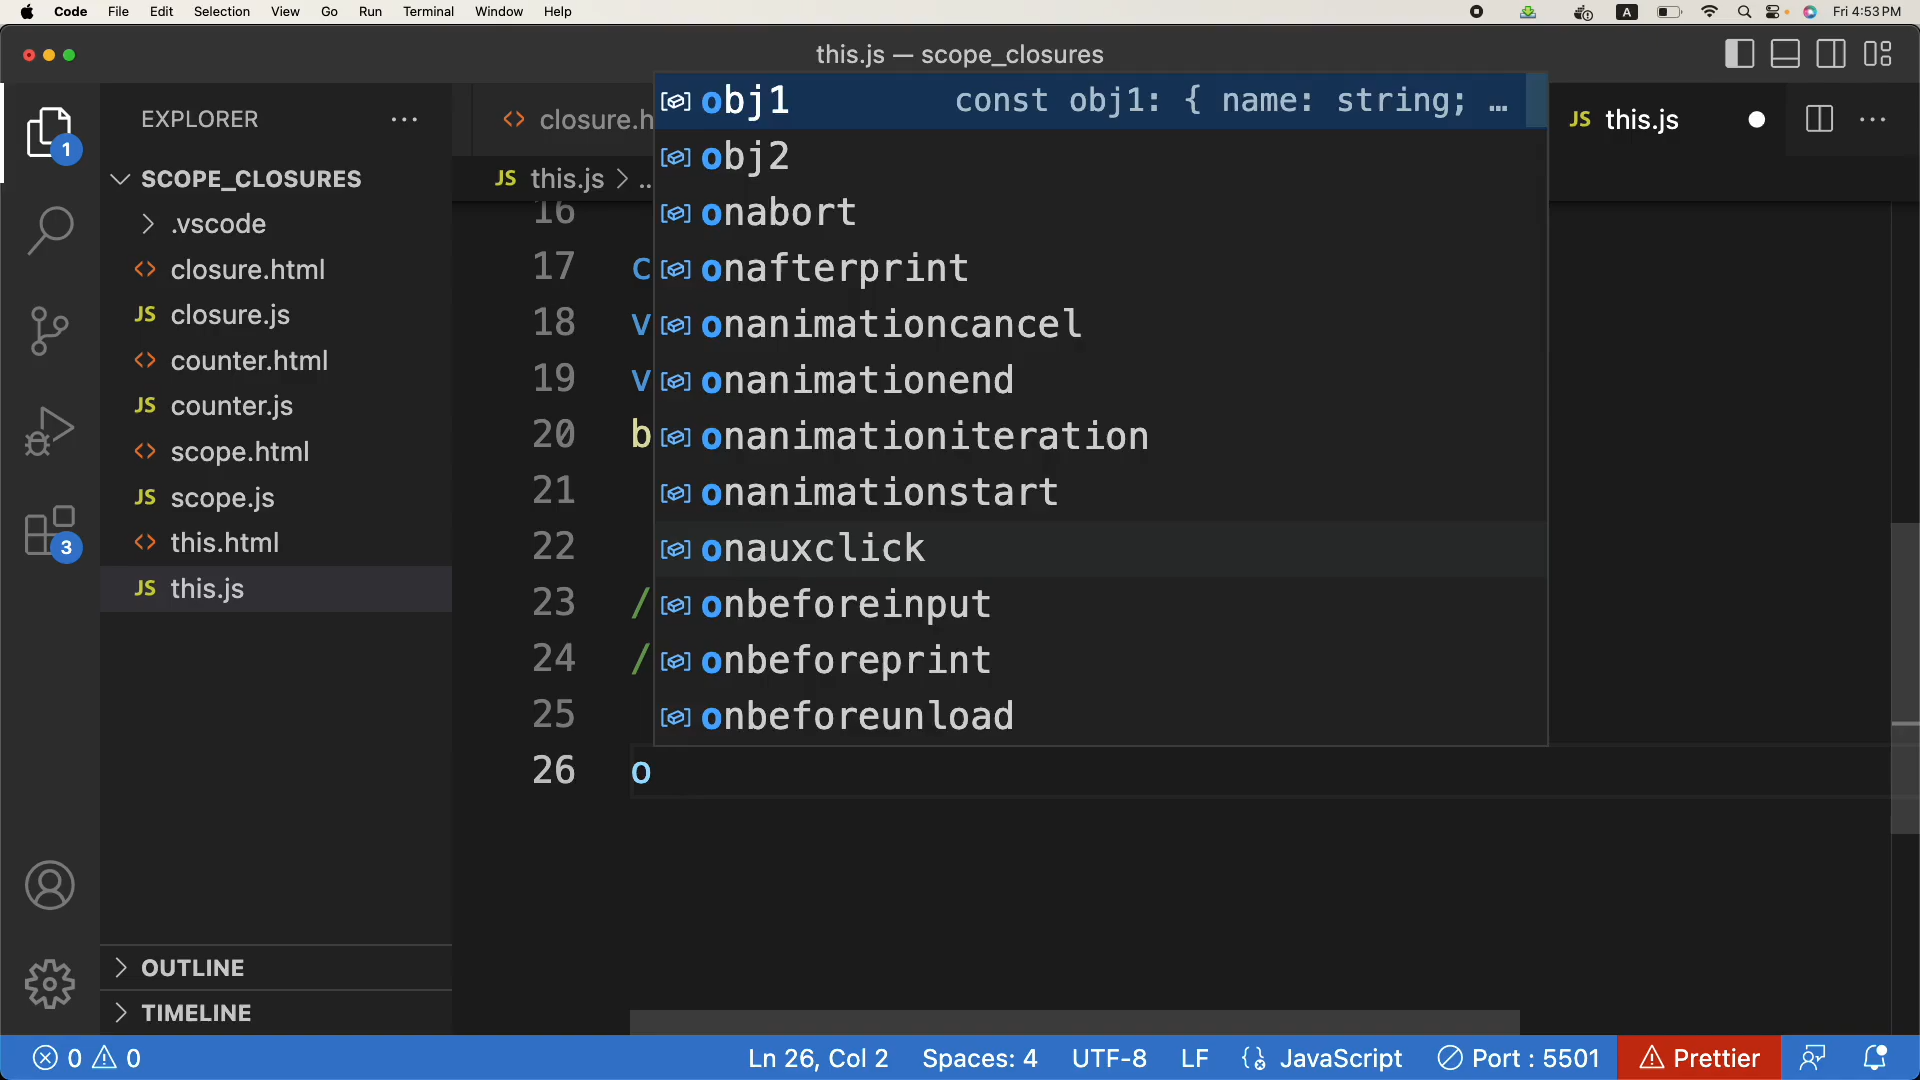 Code File Edit Selection View Go Run Terminal Window Help A Fri 4:53 PM
this.js — scope_closures
EXPLORER
1
SCOPE_CLOSURES
.vscode
closure.html
JS closure.js
counter.html
JS counter.js
scope.html
JS scope.js
this.html
JS this.js
3
OUTLINE
TIMELINE
closure.h
JS this.js
JS this.js > ..
16
17 c
18 v
19 v
20 b
21
22
23 /
24 /
25
26 o
obj1 const obj1: { name: string; …
obj2
onabort
onafterprint
onanimationcancel
onanimationend
onanimationiteration
onanimationstart
onauxclick
onbeforeinput
onbeforeprint
onbeforeunload
0 0 Ln 26, Col 2 Spaces: 4 UTF-8 LF JavaScript Port : 5501 Prettier